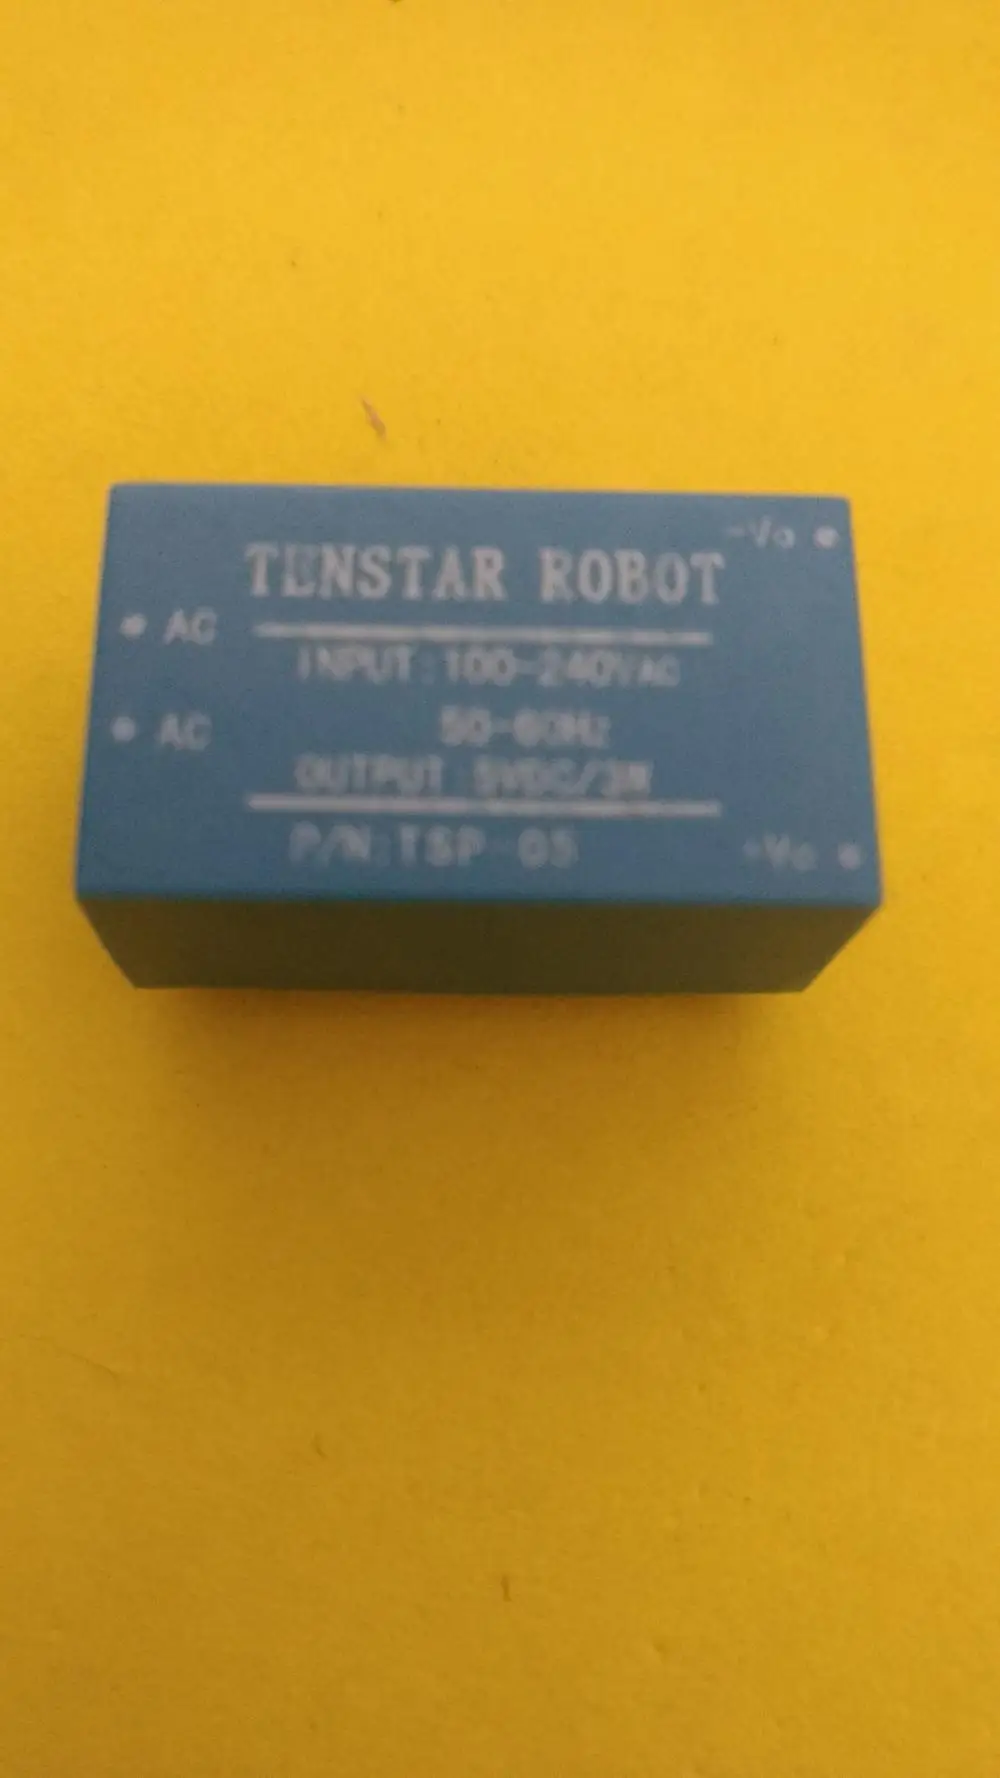 -Vo
TENSTAR ROBOT
AC
INPUT:100-240VAC
AC
50-60Hz
OUTPUT:5VDC/3W
P/N:TSP-05
+Vo